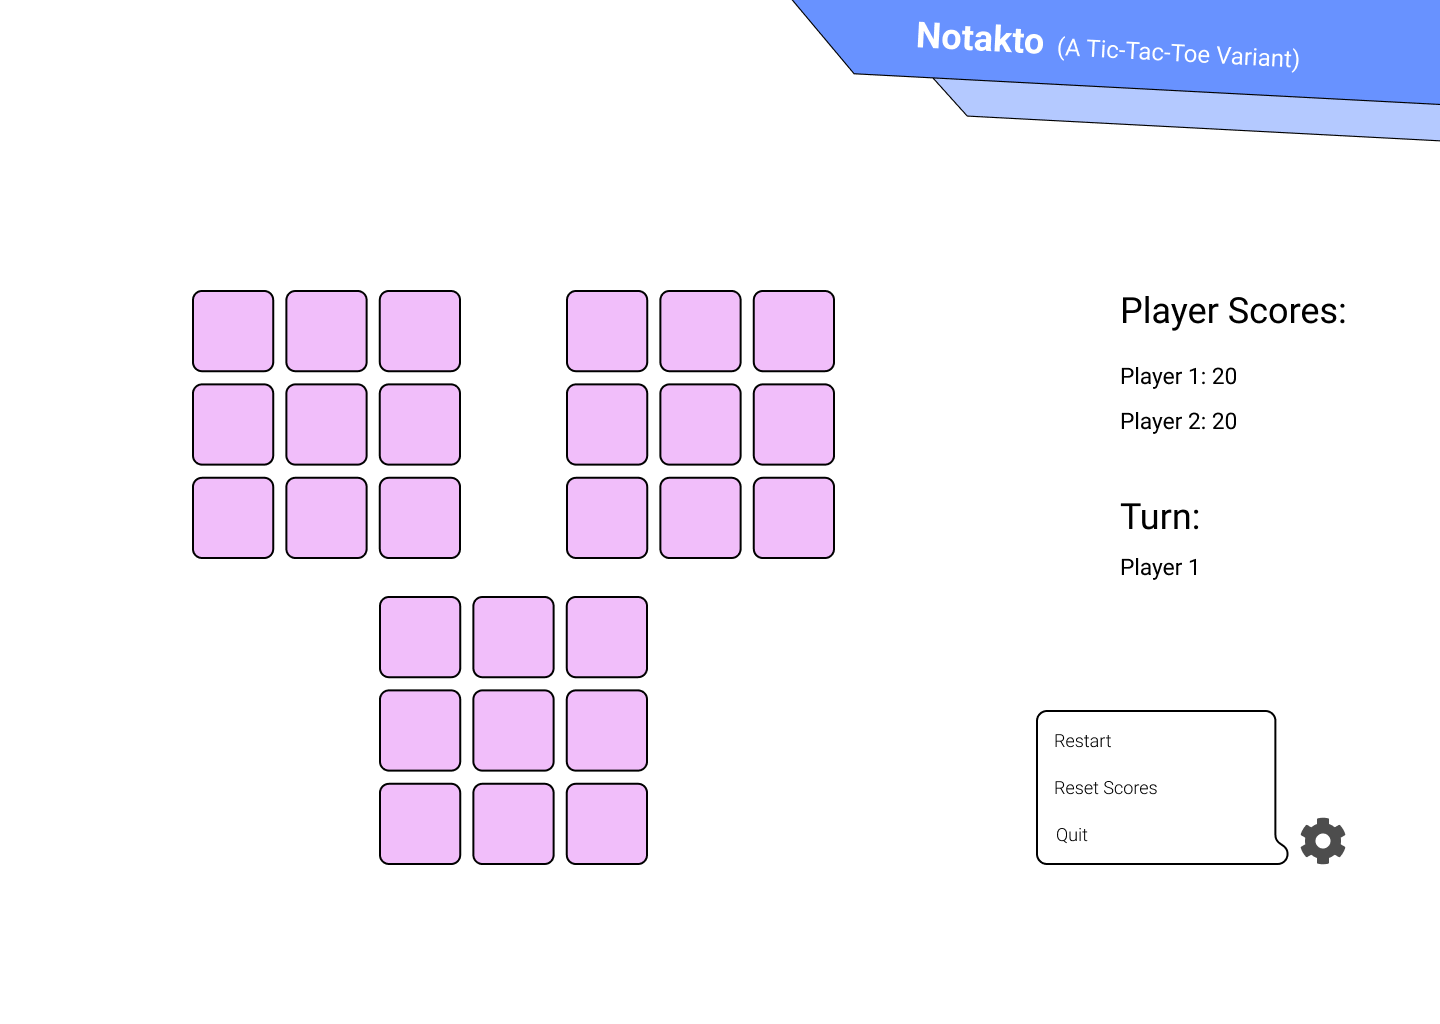 Notakto (A Tic-Tac-Toe Variant)
Player Scores:
Player 1: 20
Player 2: 20
Turn:
Player 1
Restart
Reset Scores
Quit